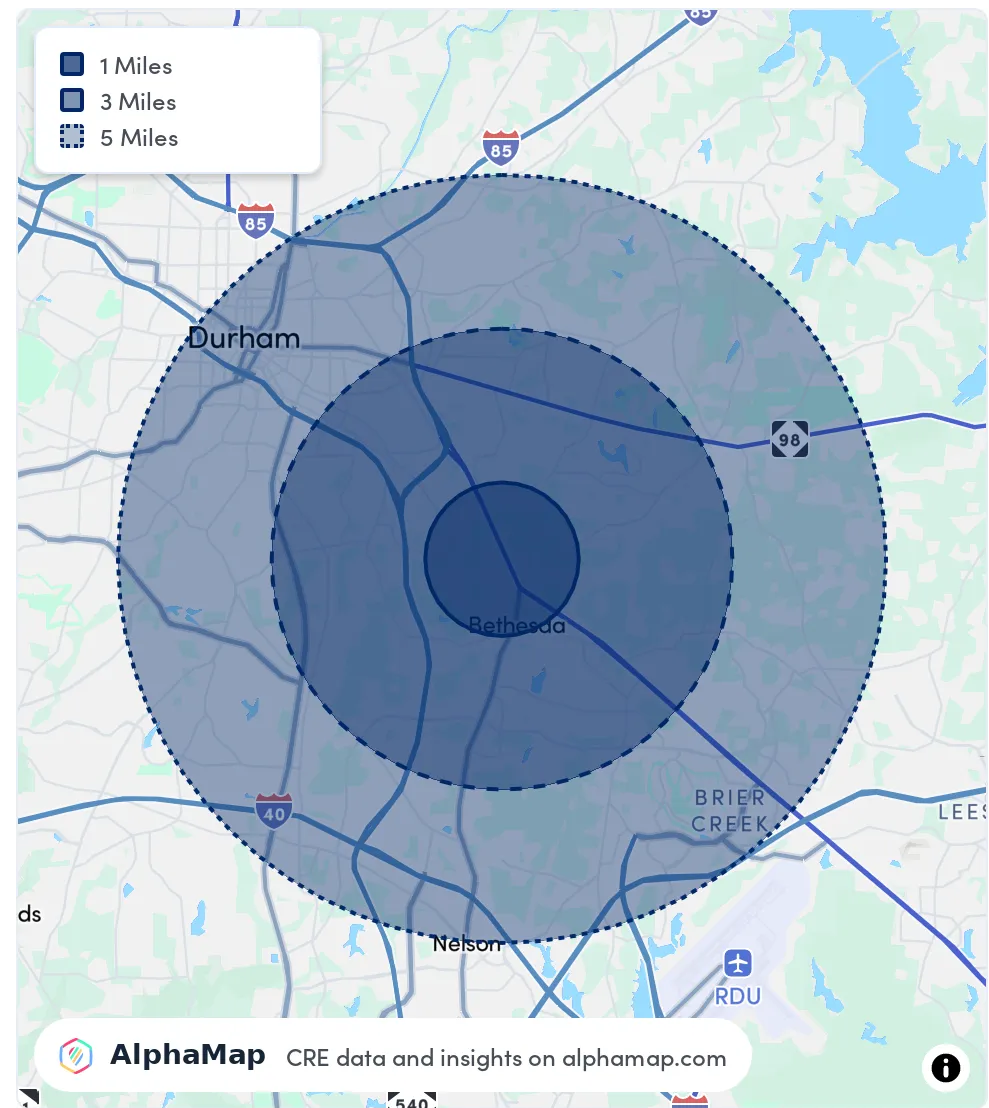 85
1 Miles
3 Miles
5 Miles
85
85
Durham
98
Bethesda
BRIER
CREEK
40
LEES
ds
Nelson
RDU
AlphaMap
CRE data and insights on alphamap.com
540
1